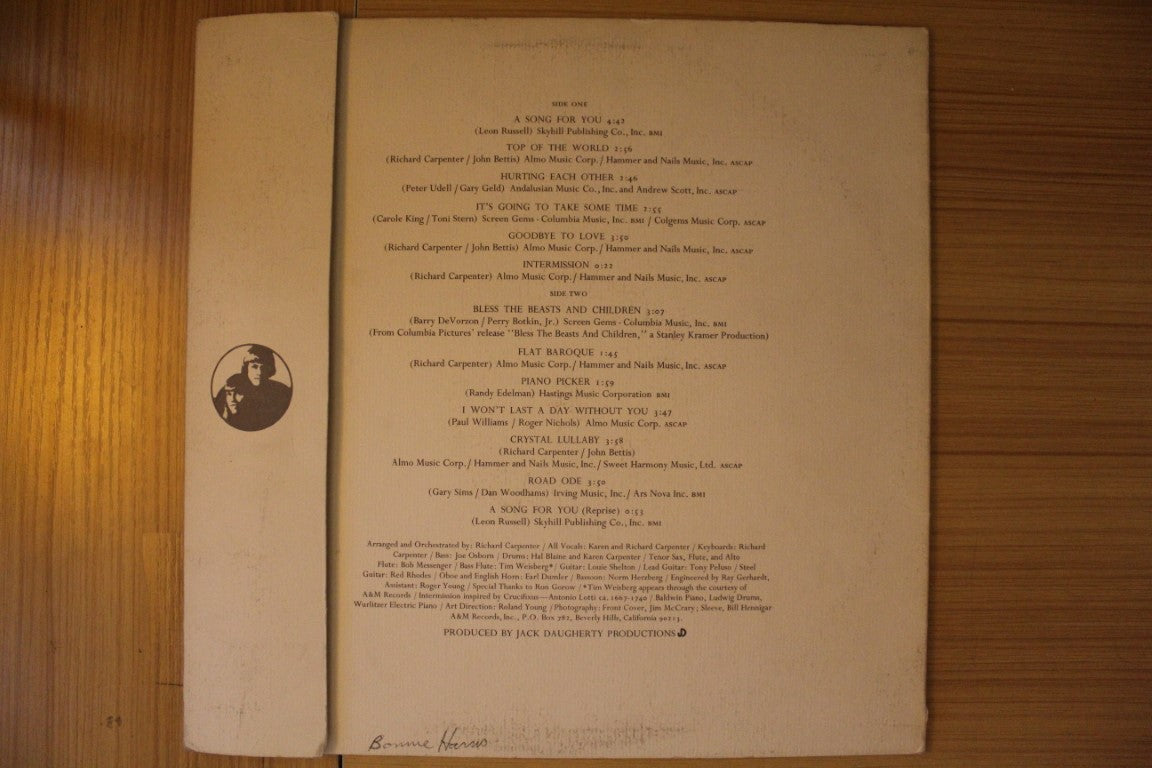 SIDE ONE
A SONG FOR YOU 4:42
(Leon Russell) Skyhill Publishing Co., Inc. BMI
TOP OF THE WORLD 2:56
(Richard Carpenter / John Bettis) Almo Music Corp. / Hammer and Nails Music, Inc. ASCAP
HURTING EACH OTHER 2:46
(Peter Udell / Gary Geld) Andalusian Music Co., Inc. and Andrew Scott, Inc. ASCAP
IT'S GOING TO TAKE SOME TIME 2:55
(Carole King / Toni Stern) Screen Gems - Columbia Music, Inc. BMI / Colgems Music Corp. ASCAP
GOODBYE TO LOVE 3:50
(Richard Carpenter / John Bettis) Almo Music Corp. / Hammer and Nails Music, Inc. ASCAP
INTERMISSION 0:22
(Richard Carpenter) Almo Music Corp. / Hammer and Nails Music, Inc. ASCAP
SIDE TWO
BLESS THE BEASTS AND CHILDREN 3:07
(Barry DeVorzon / Perry Botkin, Jr.) Screen Gems - Columbia Music, Inc. BMI
(From Columbia Pictures' release "Bless The Beasts And Children," a Stanley Kramer Production)
FLAT BAROQUE 1:45
(Richard Carpenter) Almo Music Corp. / Hammer and Nails Music, Inc. ASCAP
PIANO PICKER 1:59
(Randy Edelman) Hastings Music Corporation BMI
I WON'T LAST A DAY WITHOUT YOU 3:47
(Paul Williams / Roger Nichols) Almo Music Corp. ASCAP
CRYSTAL LULLABY 3:58
(Richard Carpenter / John Bettis)
Almo Music Corp. / Hammer and Nails Music, Inc. / Sweet Harmony Music, Ltd. ASCAP
ROAD ODE 3:50
(Gary Sims / Dan Woodhams) Irving Music, Inc. / Ars Nova Inc. BMI
A SONG FOR YOU (Reprise) 0:53
(Leon Russell) Skyhill Publishing Co., Inc. BMI
Arranged and Orchestrated by: Richard Carpenter / All Vocals: Karen and Richard Carpenter / Keyboards: Richard
Carpenter / Bass: Joe Osborn / Drums: Hal Blaine and Karen Carpenter / Tenor Sax, Flute, and Alto
Flute: Bob Messenger / Bass Flute: Tim Weisberg* / Guitar: Louie Shelton / Lead Guitar: Tony Peluso / Steel
Guitar: Red Rhodes / Oboe and English Horn: Earl Dumler / Bassoon: Norm Herzberg / Engineered by Ray Gerhardt,
Assistant: Roger Young / Special Thanks to Ron Gorow / *Tim Weisberg appears through the courtesy of
A&M Records / Intermission inspired by Crucifixus—Antonio Lotti ca. 1667-1740 / Baldwin Piano, Ludwig Drums,
Wurlitzer Electric Piano / Art Direction: Roland Young / Photography: Front Cover, Jim McCrary; Sleeve, Bill Hennigar
A&M Records, Inc., P.O. Box 782, Beverly Hills, California 90213.
PRODUCED BY JACK DAUGHERTY PRODUCTIONS JD
Bonnie Harris